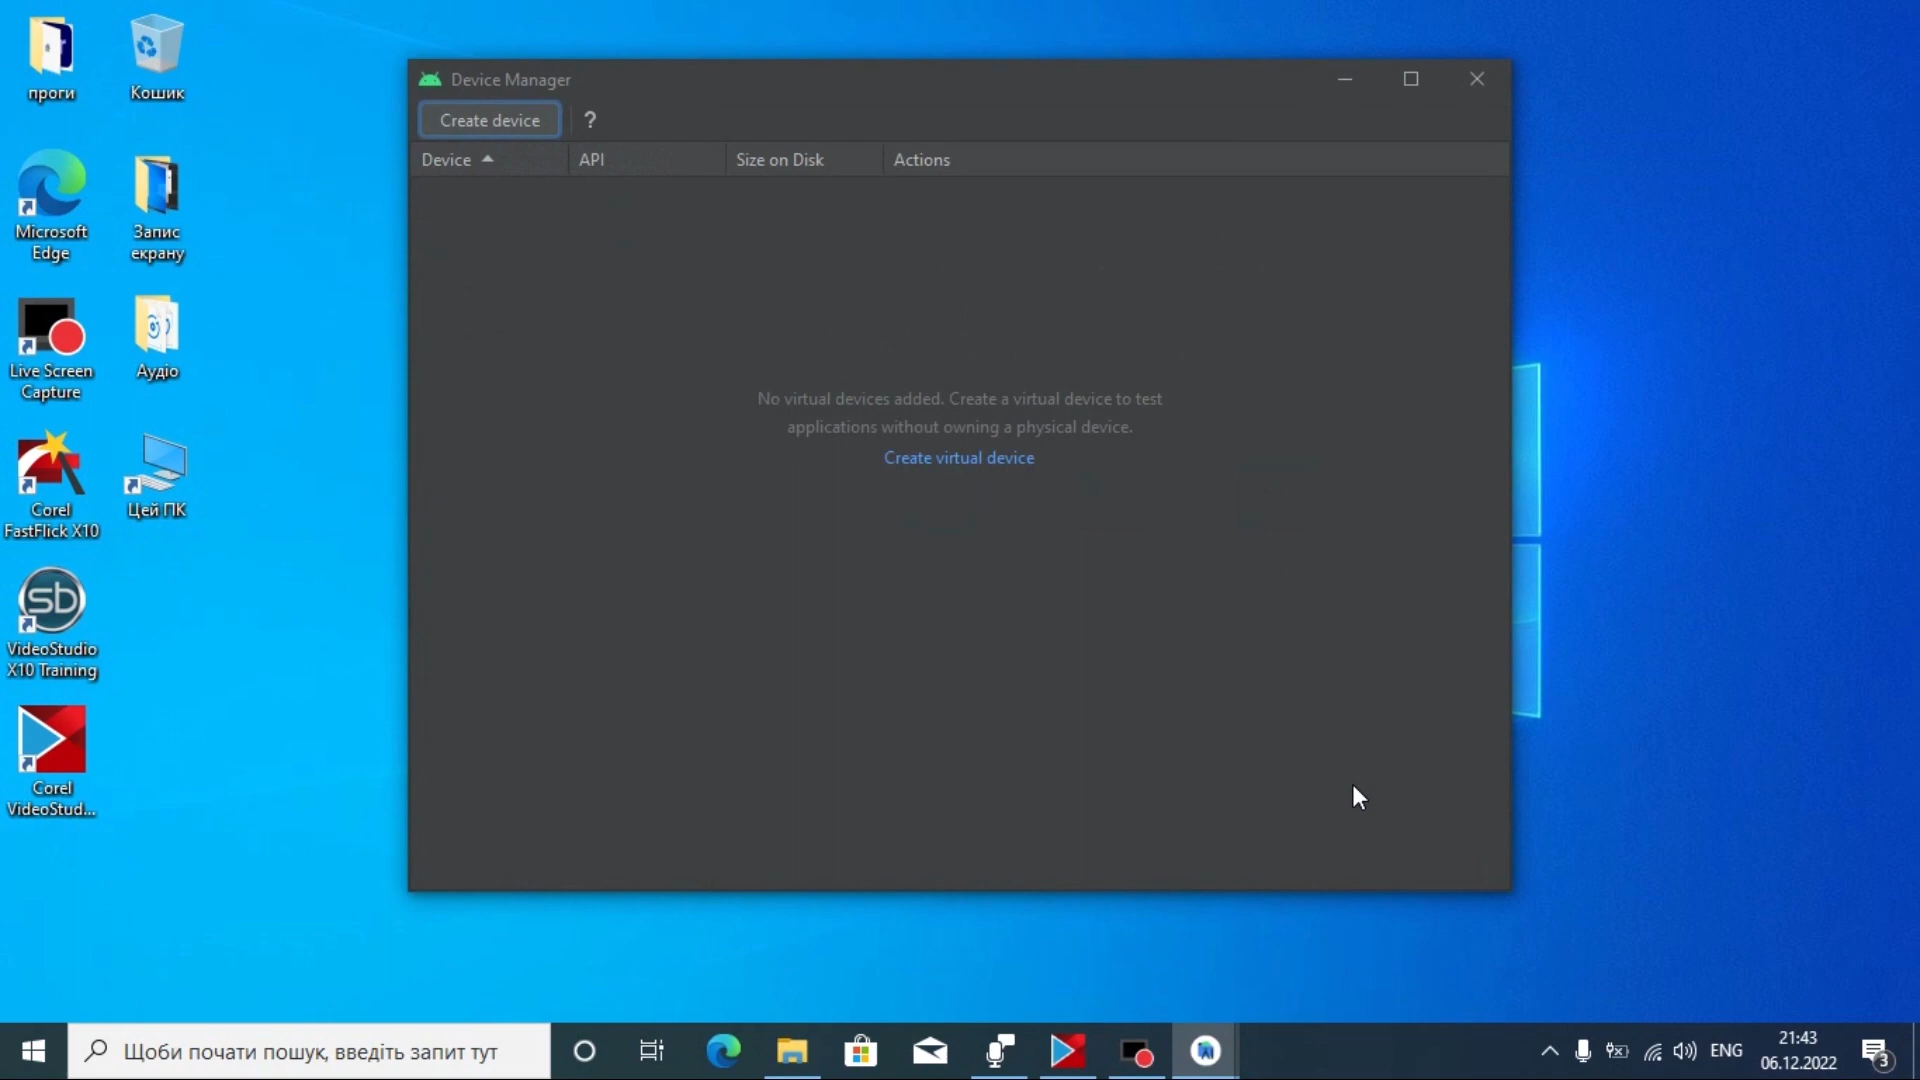 проги
Кошик
Microsoft
Edge
Запис
екрану
Live Screen
Capture
Аудіо
Corel
FastFlick X10
Цей ПК
VideoStudio
X10 Training
Corel
VideoStud...
Device Manager
Create device
?
Device
API
Size on Disk
Actions
No virtual devices added. Create a virtual device to test
applications without owning a physical device.
Create virtual device
Щоби почати пошук, введіть запит тут
ENG
21:43
06.12.2022
3